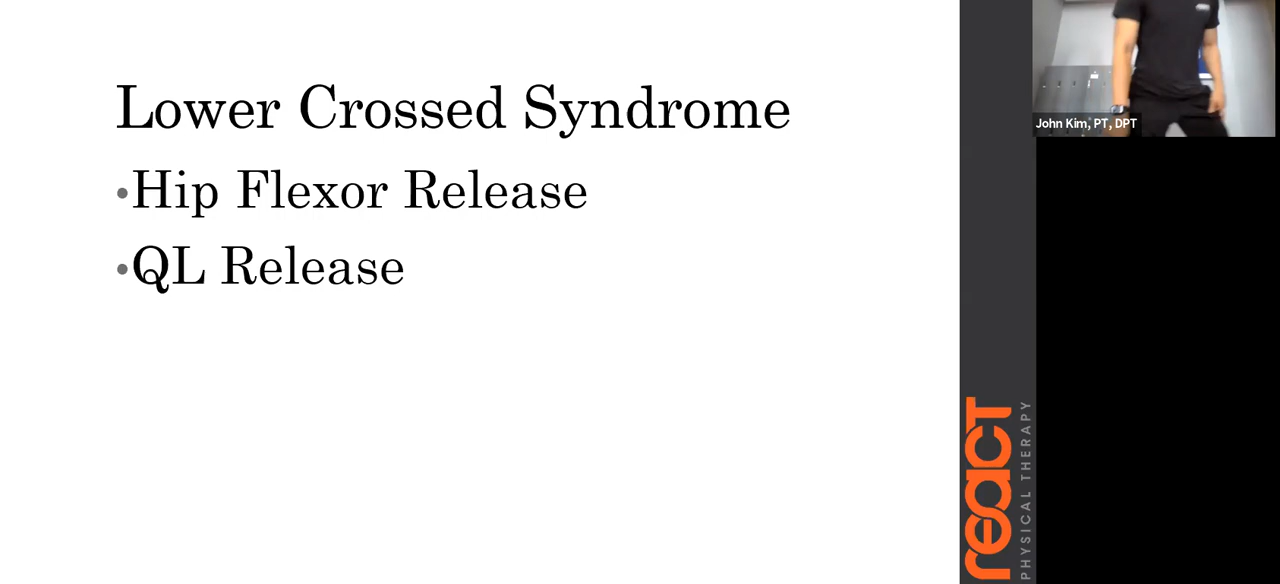 Lower Crossed Syndrome
•Hip Flexor Release
•QL Release
John Kim, PT, DPT
react
PHYSICAL THERAPY